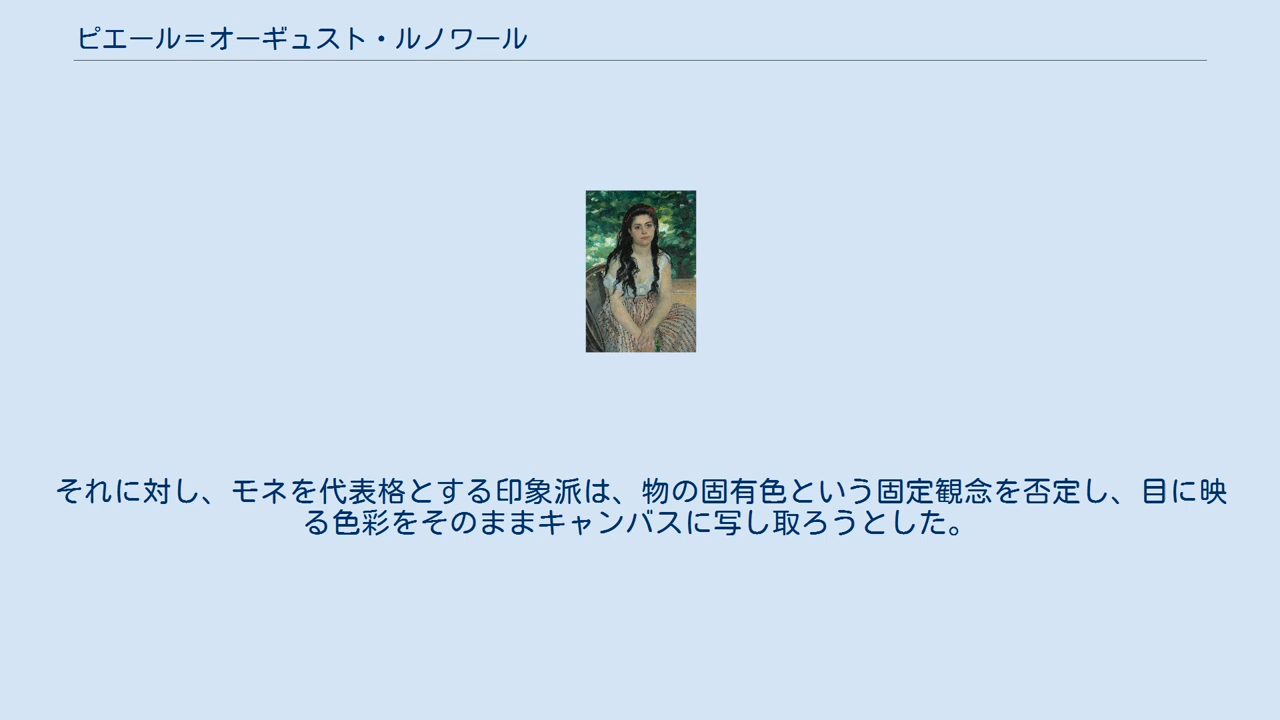 ピエール＝オーギュスト・ルノワール
それに対し、モネを代表格とする印象派は、物の固有色という固定観念を否定し、目に映
る色彩をそのままキャンバスに写し取ろうとした。